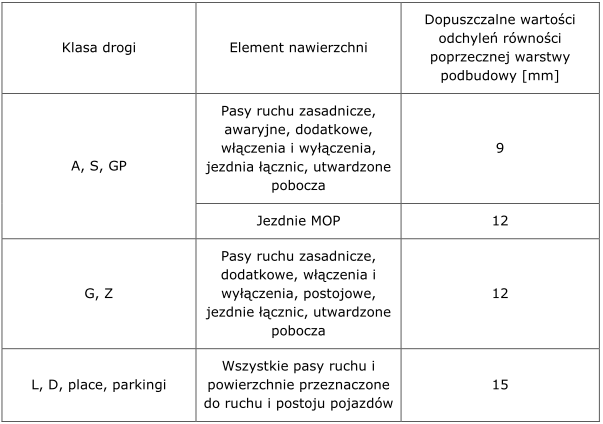 Klasa drogi
Element nawierzchni
Dopuszczalne wartości
odchyleń równości
poprzecznej warstwy
podbudowy [mm]
A, S, GP
Pasy ruchu zasadnicze,
awaryjne, dodatkowe,
włączenia i wyłączenia,
jezdnia łącznic, utwardzone
pobocza
9
Jezdnie MOP
12
G, Z
Pasy ruchu zasadnicze,
dodatkowe, włączenia i
wyłączenia, postojowe,
jezdnie łącznic, utwardzone
pobocza
12
L, D, place, parkingi
Wszystkie pasy ruchu i
powierzchnie przeznaczone
do ruchu i postoju pojazdów
15